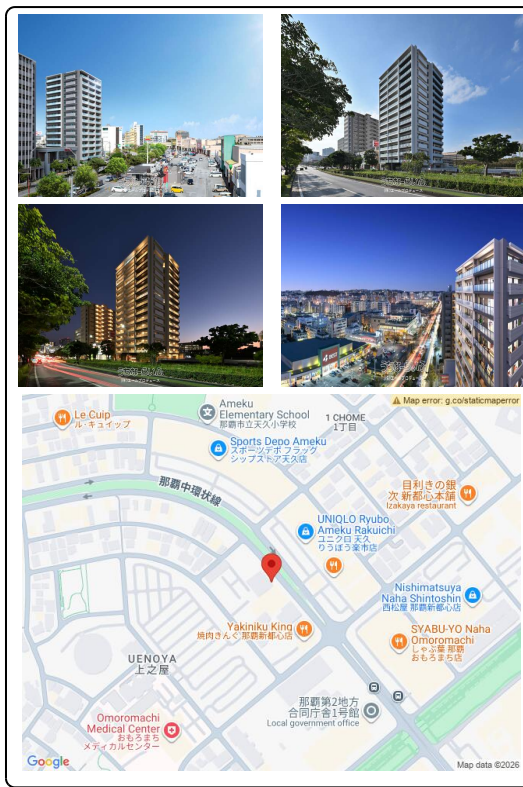 Le Cuip
ル・キュイップ
Ameku
Elementary School
那覇市立天久小学校
1 CHOME
1丁目
Map error: g.co/staticmaperror
Sports Depo Ameku
スポーツデポ フラッグ
シップストア天久店
那覇中環状線
目利きの銀
次 新都心本舗
Izakaya restaurant
UNIQLO Ryubo
Ameku Rakuichi
ユニクロ 天久
りうぼう楽市店
Nishimatsuya
Naha Shintoshin
西松屋 那覇新都心店
Yakiniku King
焼肉きんぐ 那覇新都心店
SYABU-YO Naha
Omoromachi
しゃぶ葉 那覇
おもろまち店
UENOYA
上之屋
那覇第2地方
合同庁舎1号館
Local government office
Omoromachi
Medical Center
おもろまち
メディカルセンター
Google
Map data ©2026